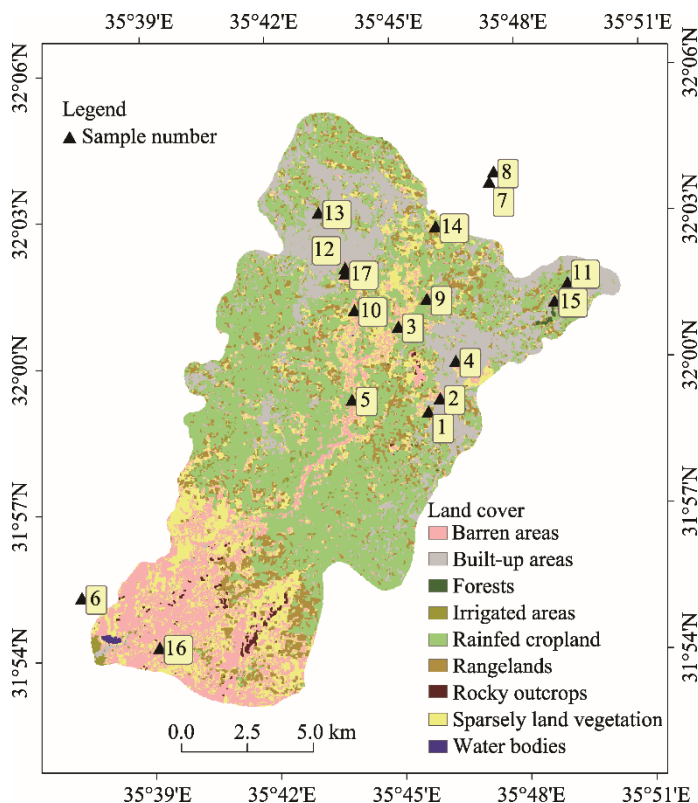 35°39′E 35°42′E 35°45′E 35°48′E 35°51′E
32°06′N
32°06′N
Legend
Sample number
8
7
13
32°03′N
32°03′N
14
12
17
11
9
15
10
3
32°00′N
32°00′N
4
5
2
1
31°57′N
31°57′N
Land cover
Barren areas
Built-up areas
Forests
6
Irrigated areas
Rainfed cropland
16
31°54′N
31°54′N
Rangelands
Rocky outcrops
Sparsely land vegetation
0.0 2.5 5.0 km
Water bodies
35°39′E 35°42′E 35°45′E 35°48′E 35°51′E